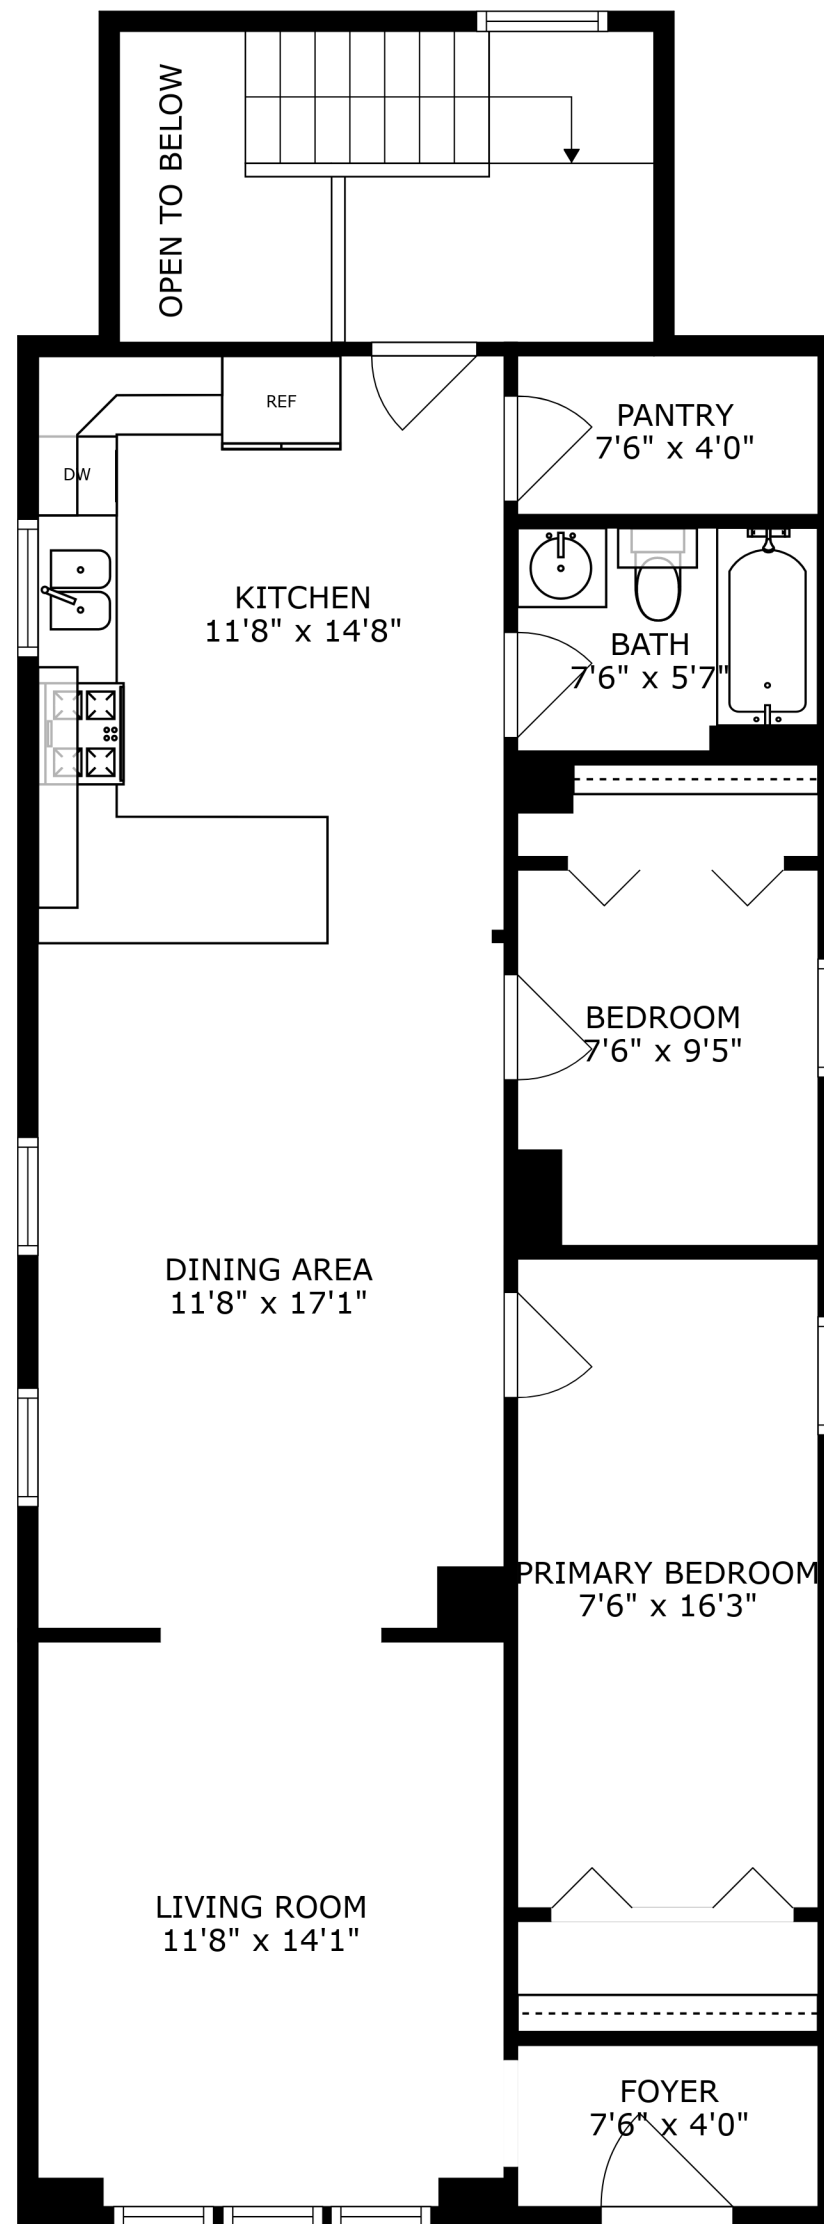 OPEN TO BELOW
REF
PANTRY
7'6" x 4'0"
DW
KITCHEN
11'8" x 14'8"
BATH
7'6" x 5'7"
BEDROOM
7'6" x 9'5"
DINING AREA
11'8" x 17'1"
PRIMARY BEDROOM
7'6" x 16'3"
LIVING ROOM
11'8" x 14'1"
FOYER
7'6" x 4'0"